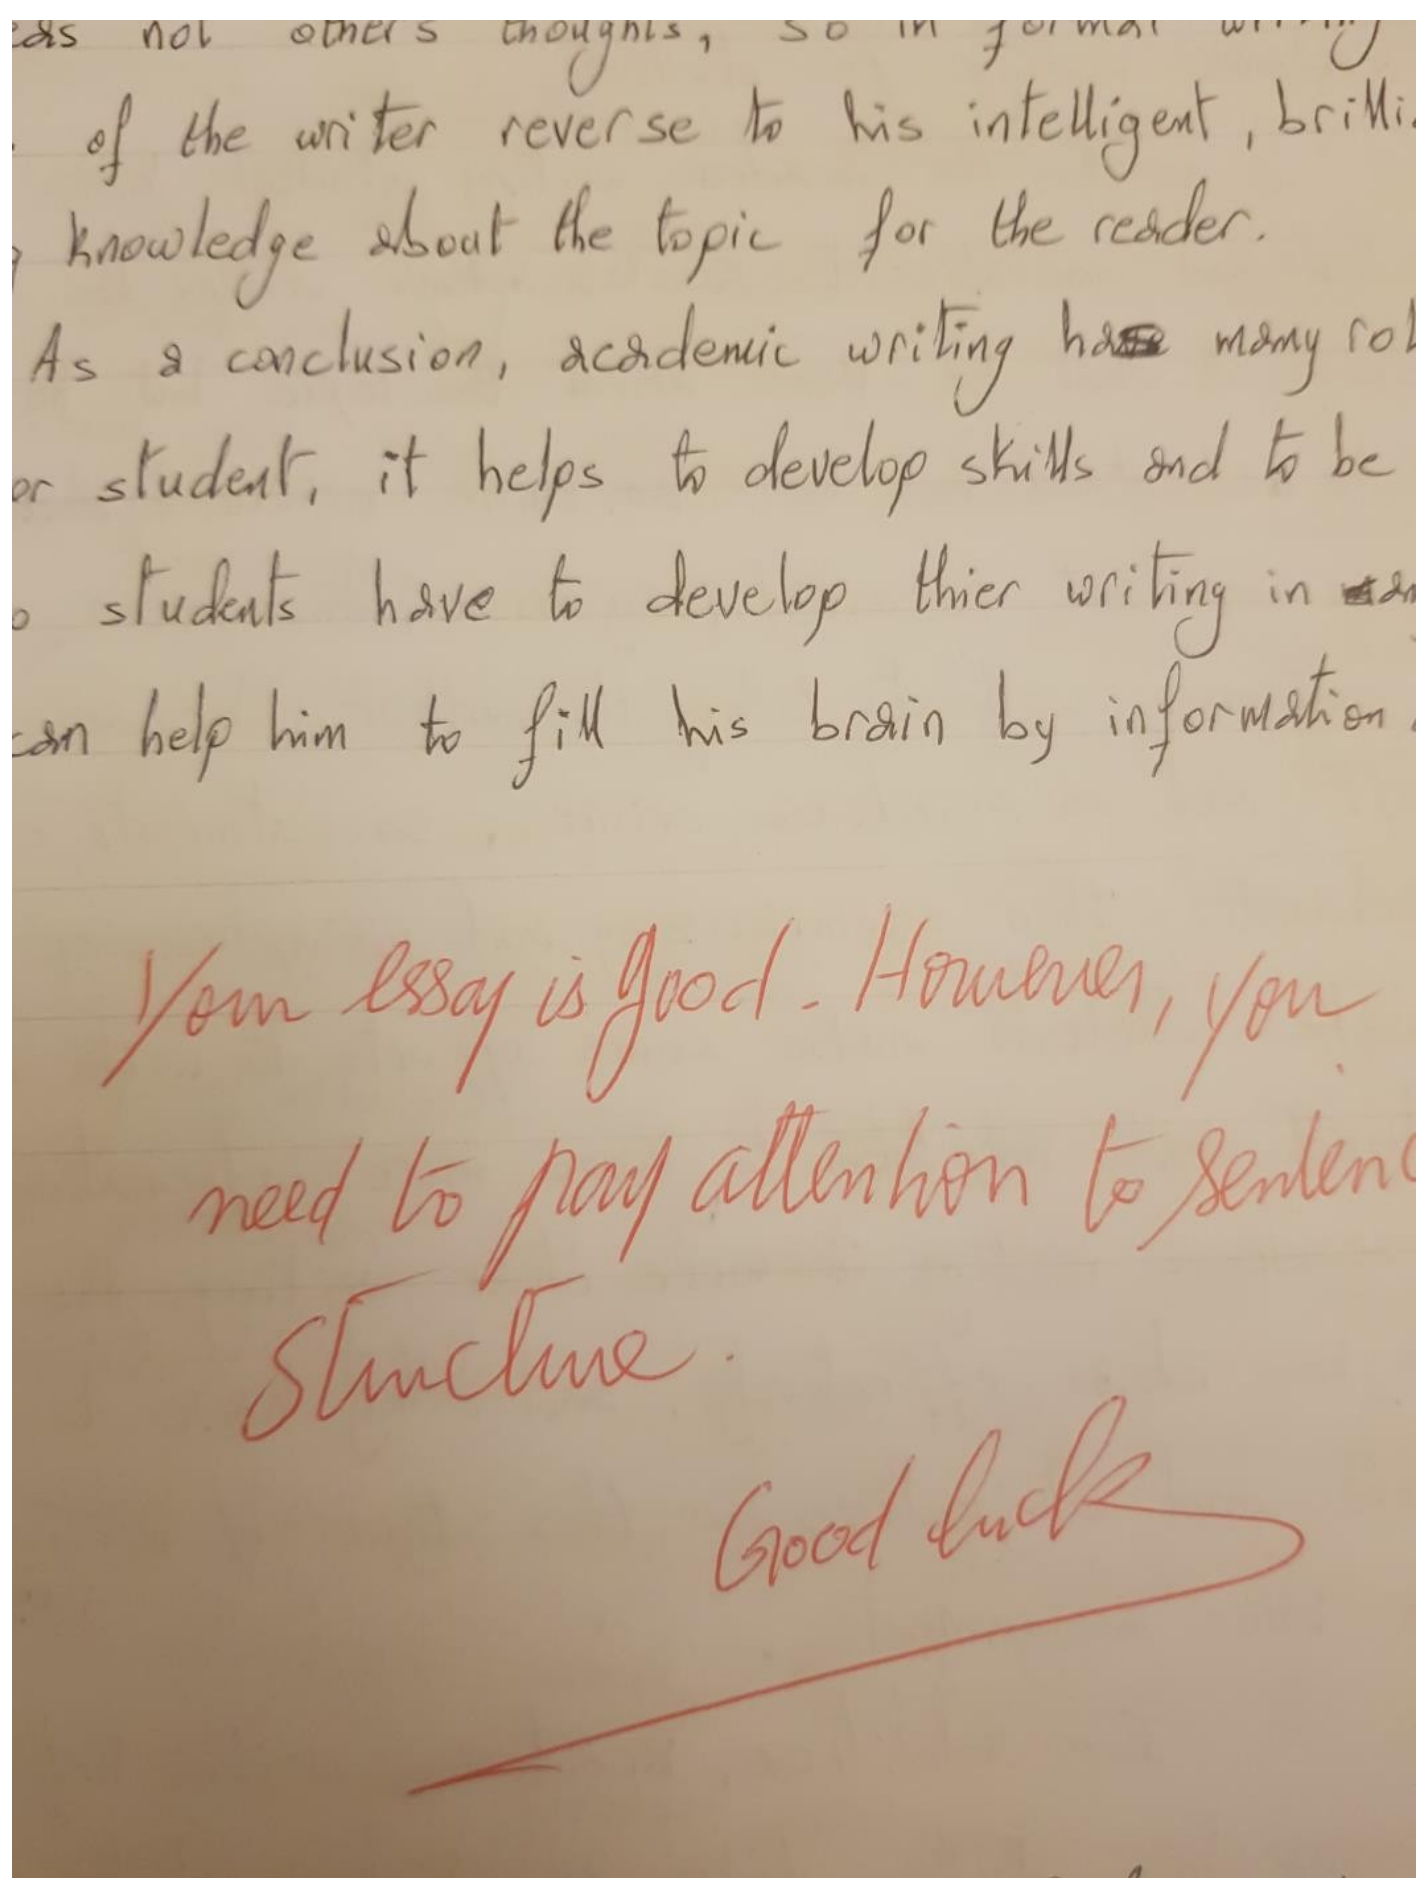 not others thoughts, so in formal
of the writer reverse to his intelligent,
knowledge about the topic for the reader.
As a conclusion, academic writing has many
student, it helps to develop skills and to be
students have to develop thier writing in
can help him to fill his brain by information.
Your essay is good. However, you
need to pay attention to sentenc
structure.
Good luck